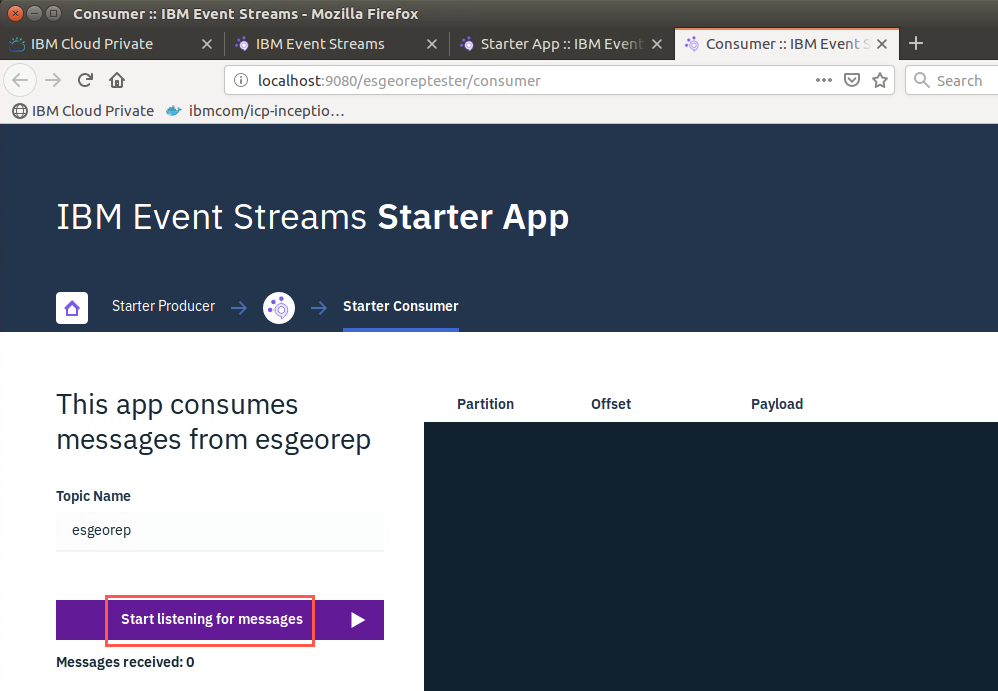 Consumer :: IBM Event Streams - Mozilla Firefox
IBM Cloud Private
IBM Event Streams
Starter App :: IBM Event
Consumer :: IBM Event S
localhost:9080/esgeoreptester/consumer
Search
IBM Cloud Private
ibmcom/icp-inceptio...
IBM Event Streams Starter App
Starter Producer
Starter Consumer
This app consumes
messages from esgeorep
Partition
Offset
Payload
Topic Name
esgeorep
Start listening for messages
Messages received: 0